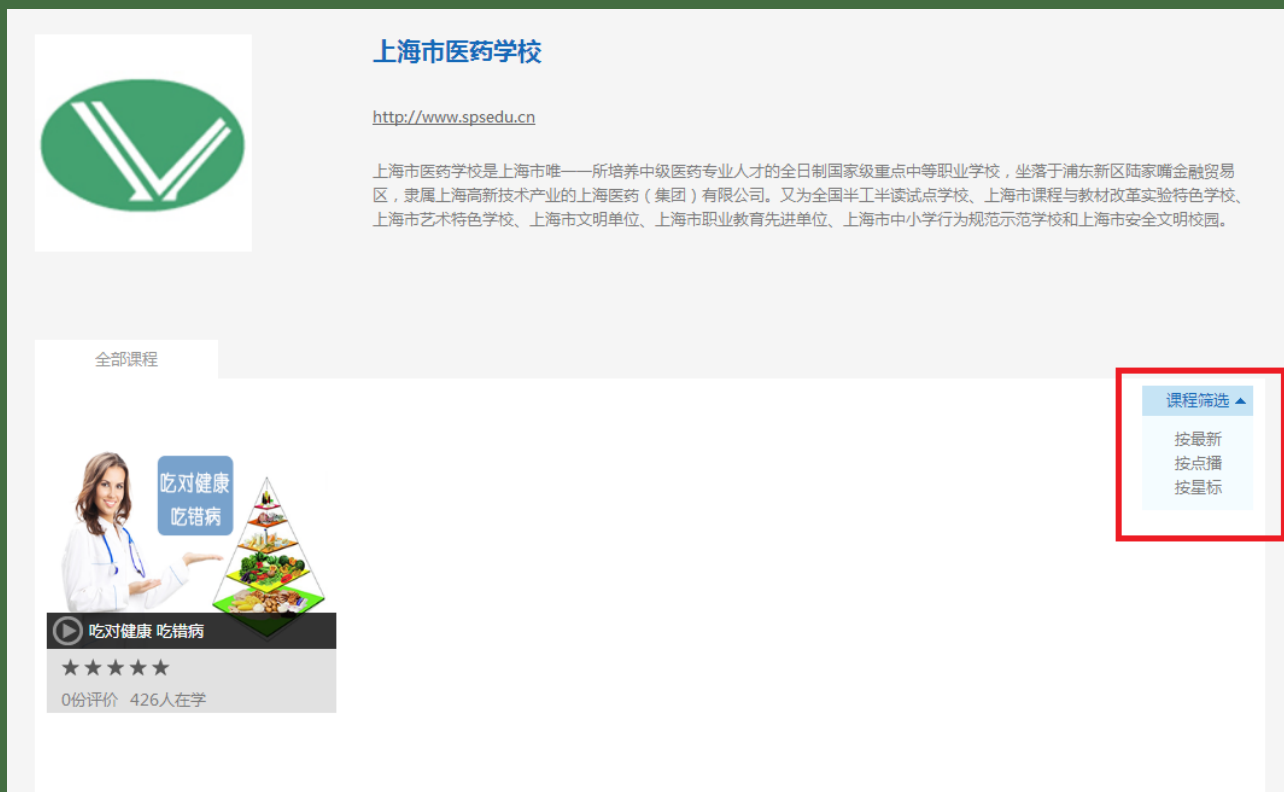 上海市医药学校
http://www.spsedu.cn
上海市医药学校是上海市唯一一所培养中级医药专业人才的全日制国家级重点中等职业学校，坐落于浦东新区陆家嘴金融贸易
区，隶属上海高新技术产业的上海医药（集团）有限公司。又为全国半工半读试点学校、上海市课程与教材改革实验特色学校、
上海市艺术特色学校、上海市文明单位、上海市职业教育先进单位、上海市中小学行为规范示范学校和上海市安全文明校园。
全部课程
课程筛选
按最新
按点播
按星标
吃对健康
吃错病
吃对健康 吃错病
0份评价 426人在学